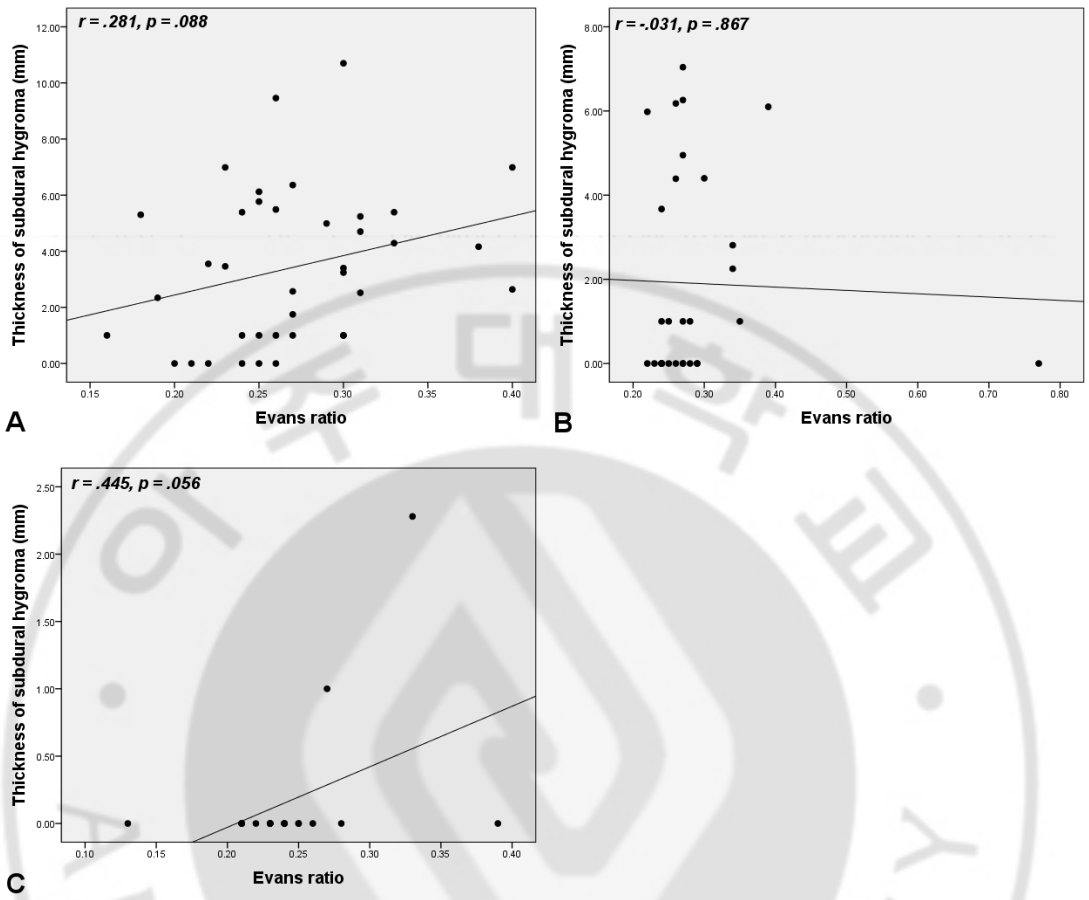 r = .281, p = .088
Thickness of subdural hygroma (mm)
12.00
10.00
8.00
6.00
4.00
2.00
0.00
0.15 0.20 0.25 0.30 0.35 0.40
Evans ratio
A
r = -.031, p = .867
Thickness of subdural hygroma (mm)
8.00
6.00
4.00
2.00
0.00
0.20 0.30 0.40 0.50 0.60 0.70 0.80
Evans ratio
B
r = .445, p = .056
Thickness of subdural hygroma (mm)
2.50
2.00
1.50
1.00
0.50
0.00
0.10 0.15 0.20 0.25 0.30 0.35 0.40
Evans ratio
C